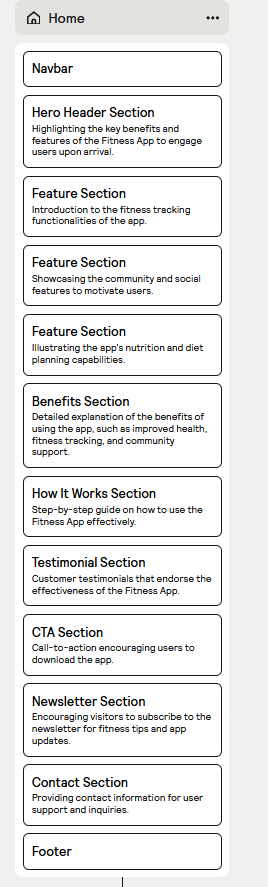 Home
Navbar
Hero Header Section
Highlighting the key benefits and
features of the Fitness App to engage
users upon arrival.
Feature Section
Introduction to the fitness tracking
functionalities of the app.
Feature Section
Showcasing the community and social
features to motivate users.
Feature Section
Illustrating the app's nutrition and diet
planning capabilities.
Benefits Section
Detailed explanation of the benefits of
using the app, such as improved health,
fitness tracking, and community
support.
How It Works Section
Step-by-step guide on how to use the
Fitness App effectively.
Testimonial Section
Customer testimonials that endorse the
effectiveness of the Fitness App.
CTA Section
Call-to-action encouraging users to
download the app.
Newsletter Section
Encouraging visitors to subscribe to the
newsletter for fitness tips and app
updates.
Contact Section
Providing contact information for user
support and inquiries.
Footer